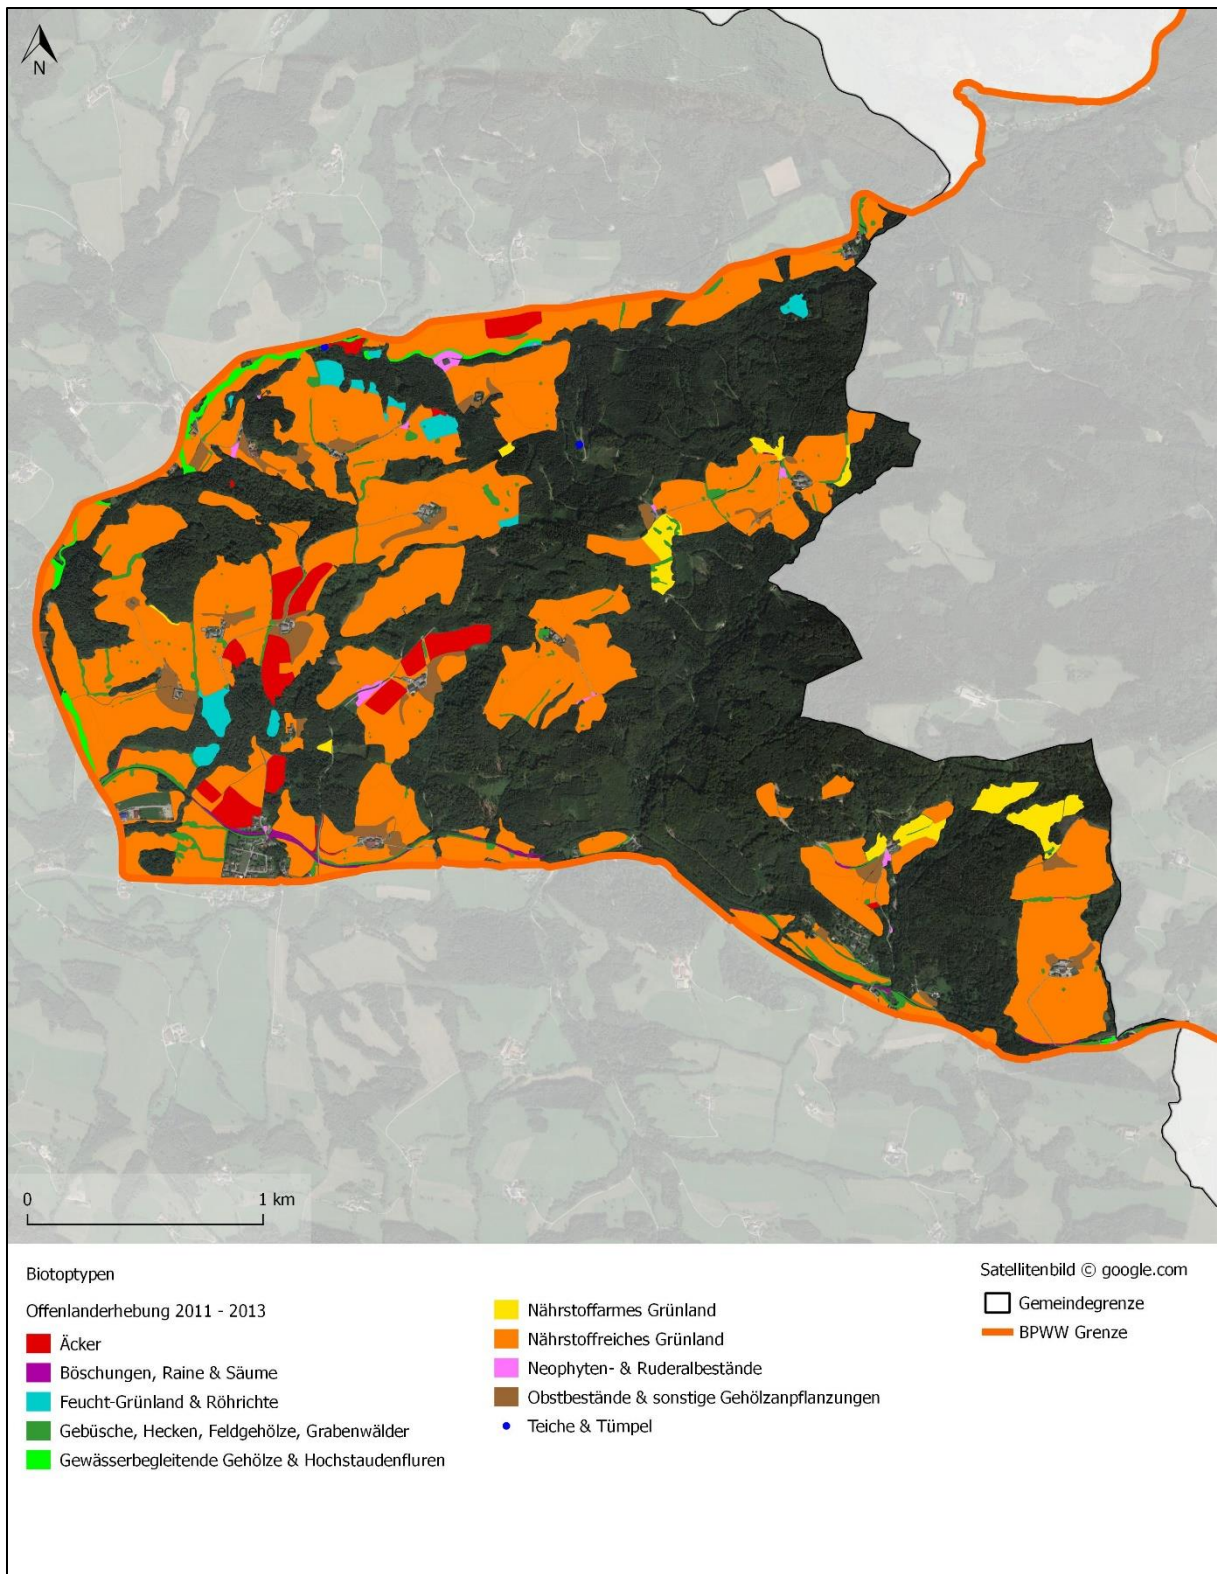 N
0 1 km
Biotoptypen
Offenlanderhebung 2011 - 2013
Äcker
Böschungen, Raine & Säume
Feucht-Grünland & Röhrichte
Gebüsche, Hecken, Feldgehölze, Grabenwälder
Gewässerbegleitende Gehölze & Hochstaudenfluren
Nährstoffarmes Grünland
Nährstoffreiches Grünland
Neophyten- & Ruderalbestände
Obstbestände & sonstige Gehölzanpflanzungen
Teiche & Tümpel
Satellitenbild © google.com
Gemeindegrenze
BPWW Grenze